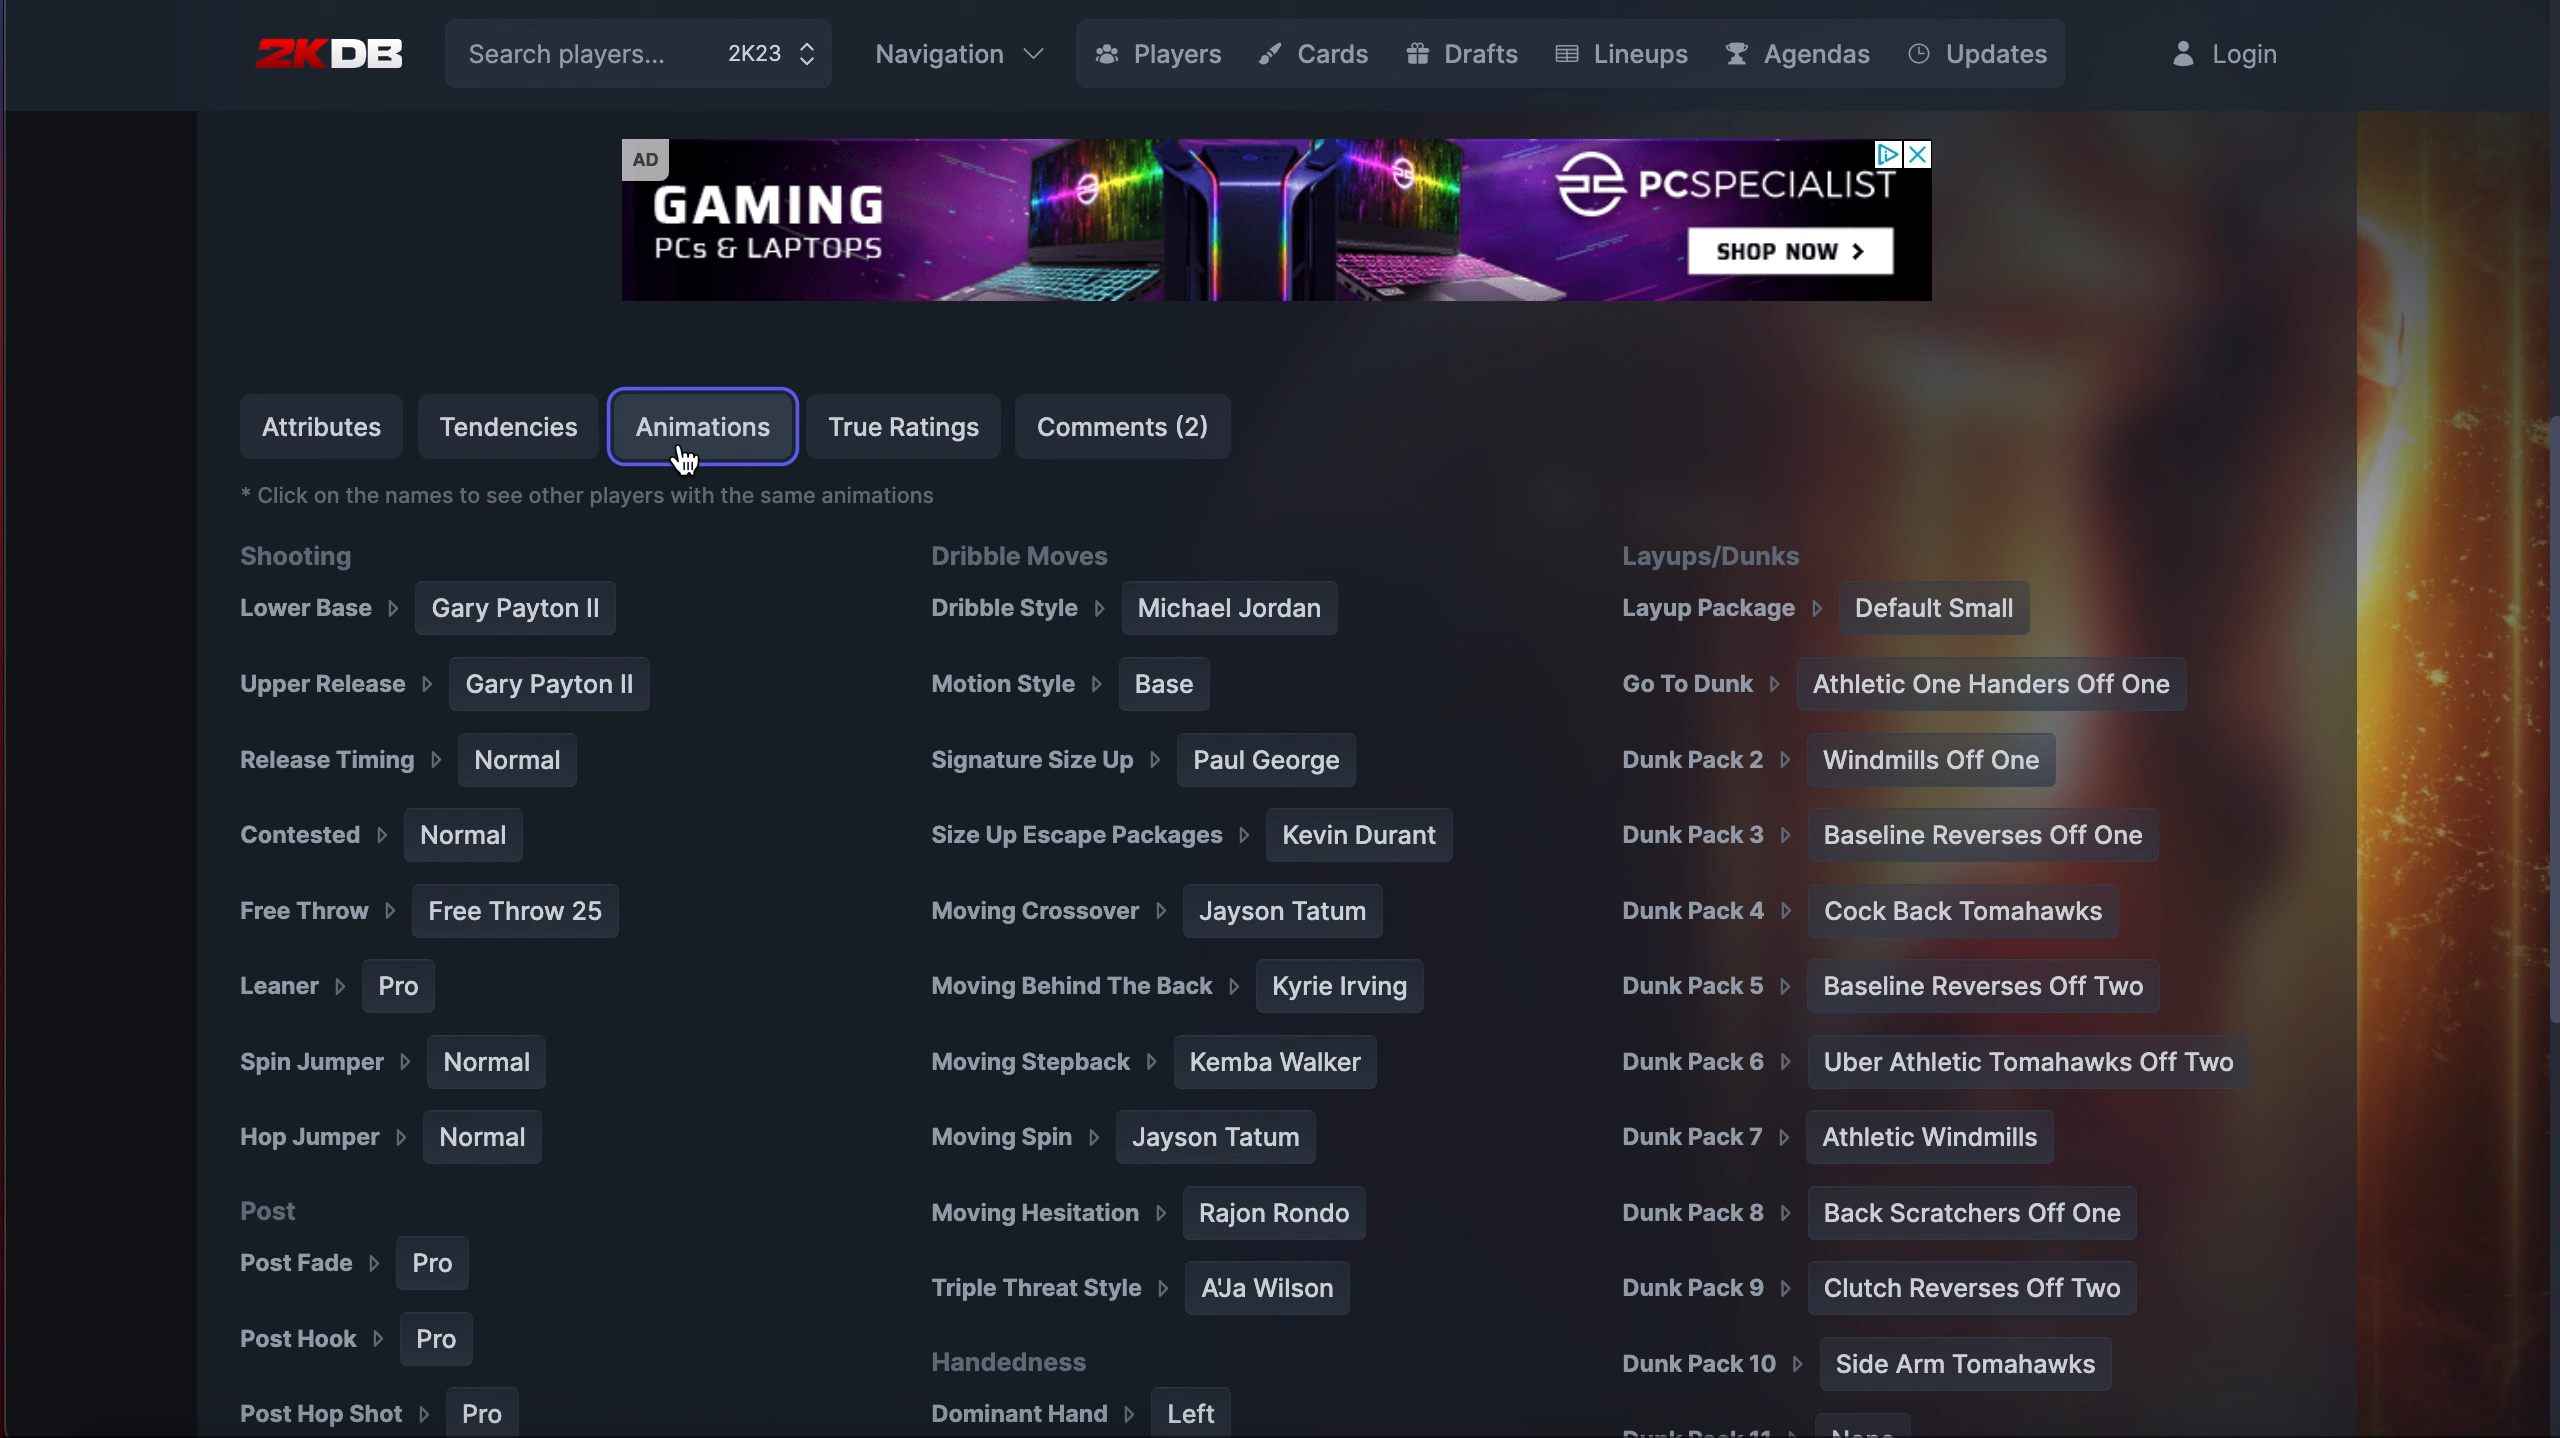 2KDB Search players... 2K23 Navigation Players Cards Drafts Lineups Agendas Updates Login
AD
GAMING
PCs & LAPTOPS
PCSPECIALIST
SHOP NOW >
Attributes Tendencies Animations True Ratings Comments (2)
* Click on the names to see other players with the same animations
Shooting
Lower Base Gary Payton II
Upper Release Gary Payton II
Release Timing Normal
Contested Normal
Free Throw Free Throw 25
Leaner Pro
Spin Jumper Normal
Hop Jumper Normal
Post
Post Fade Pro
Post Hook Pro
Post Hop Shot Pro
Dribble Moves
Dribble Style Michael Jordan
Motion Style Base
Signature Size Up Paul George
Size Up Escape Packages Kevin Durant
Moving Crossover Jayson Tatum
Moving Behind The Back Kyrie Irving
Moving Stepback Kemba Walker
Moving Spin Jayson Tatum
Moving Hesitation Rajon Rondo
Triple Threat Style A'Ja Wilson
Handedness
Dominant Hand Left
Layups/Dunks
Layup Package Default Small
Go To Dunk Athletic One Handers Off One
Dunk Pack 2 Windmills Off One
Dunk Pack 3 Baseline Reverses Off One
Dunk Pack 4 Cock Back Tomahawks
Dunk Pack 5 Baseline Reverses Off Two
Dunk Pack 6 Uber Athletic Tomahawks Off Two
Dunk Pack 7 Athletic Windmills
Dunk Pack 8 Back Scratchers Off One
Dunk Pack 9 Clutch Reverses Off Two
Dunk Pack 10 Side Arm Tomahawks
Dunk Pack 11 None